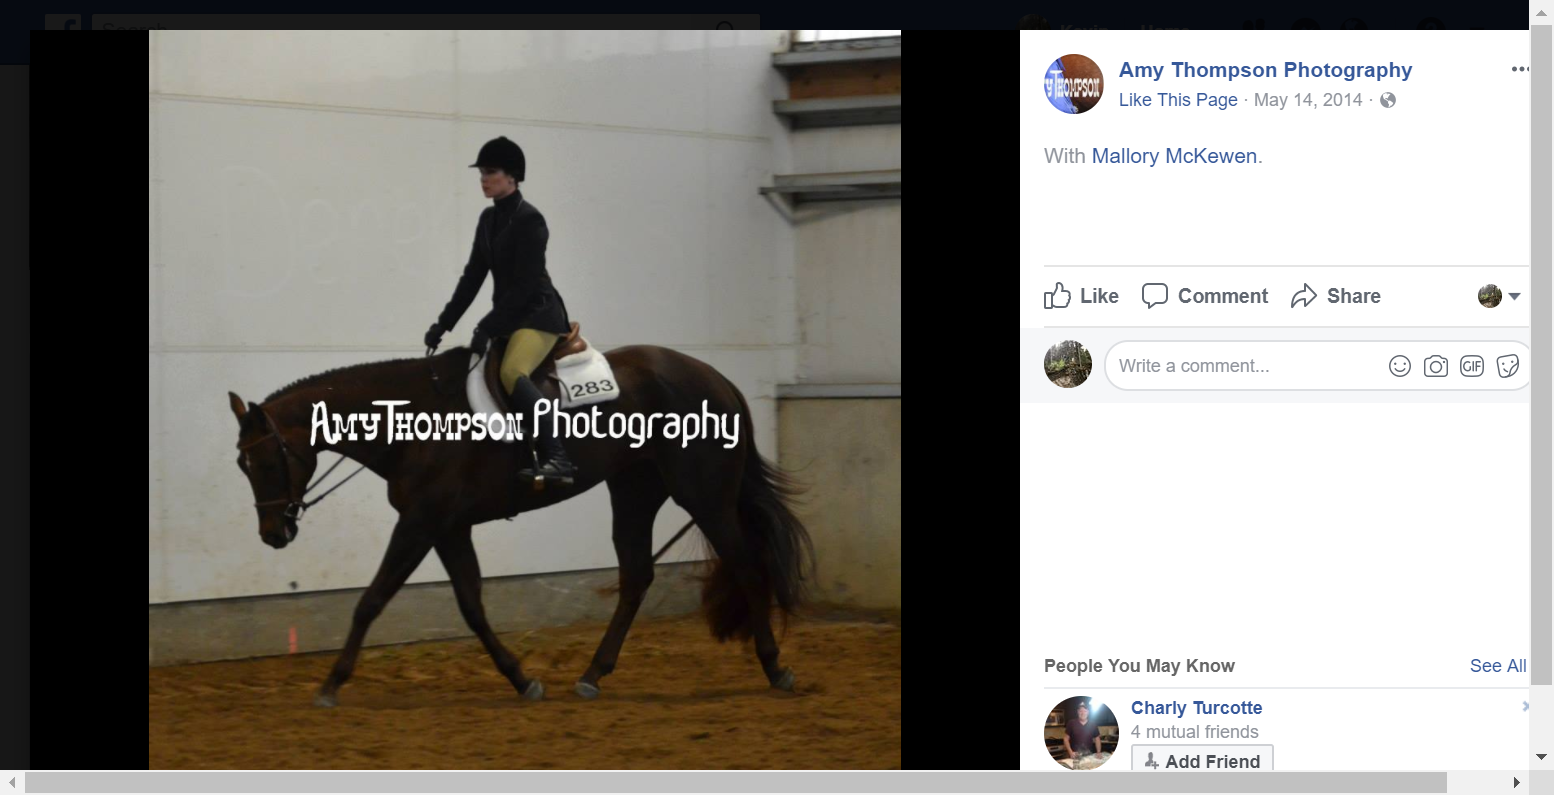 Search
Amy Thompson Photography
Like This Page · May 14, 2014 ·
With Mallory McKewen.
Like Comment Share
Write a comment... GIF
283
AMY THOMPSON Photography
People You May Know
See All
Charly Turcotte
4 mutual friends
Add Friend